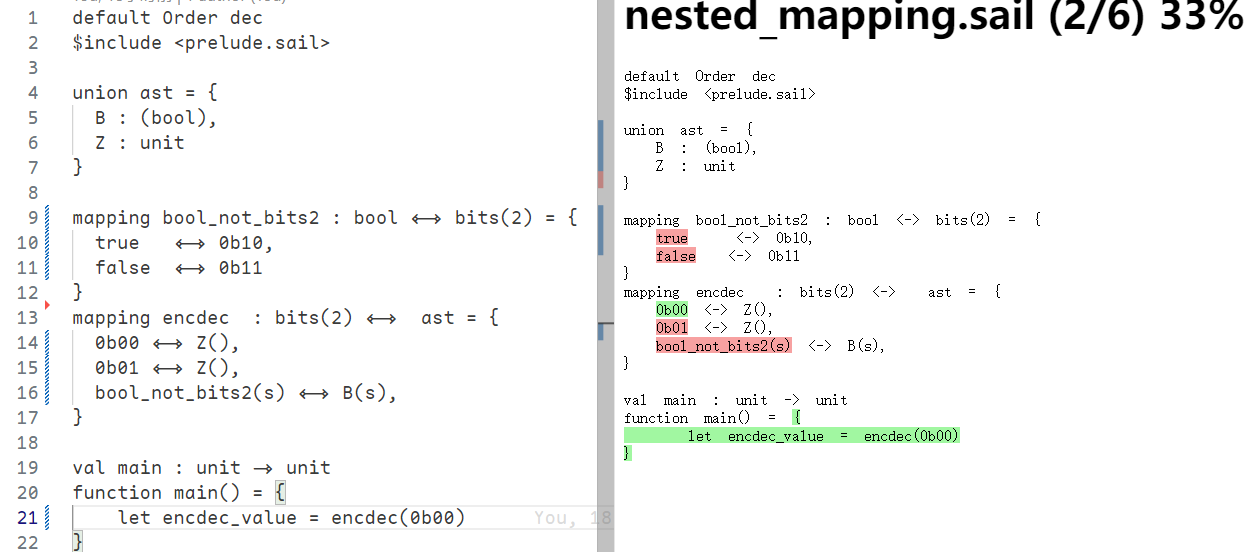 1 default Order dec
2 $include <prelude.sail>
3
4 union ast = {
5   B : (bool),
6   Z : unit
7 }
8
9 mapping bool_not_bits2 : bool <-> bits(2) = {
10   true   <-> 0b10,
11   false  <-> 0b11
12 }
13 mapping encdec  : bits(2) <->  ast = {
14   0b00 <-> Z(),
15   0b01 <-> Z(),
16   bool_not_bits2(s) <-> B(s),
17 }
18
19 val main : unit -> unit
20 function main() = {
21     let encdec_value = encdec(0b00)    You, 18
22 }
nested_mapping.sail (2/6) 33%
default Order dec
$include <prelude.sail>
union ast = {
    B : (bool),
    Z : unit
}
mapping bool_not_bits2 : bool <-> bits(2) = {
    true     <-> 0b10,
    false    <-> 0b11
}
mapping encdec   : bits(2) <->   ast = {
    0b00 <-> Z(),
    0b01 <-> Z(),
    bool_not_bits2(s) <-> B(s),
}
val main : unit -> unit
function main() = {
        let encdec_value = encdec(0b00)
}